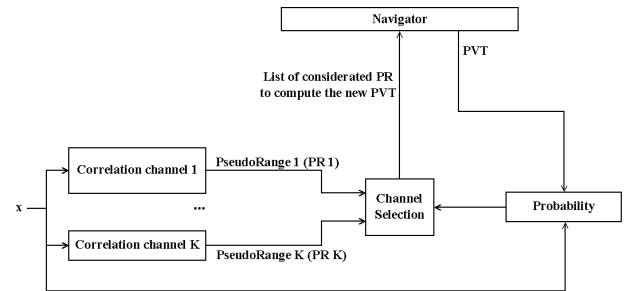 Navigator
PVT
List of considerated PR
to compute the new PVT
Correlation channel 1
PseudoRange 1 (PR 1)
x
...
Channel
Selection
Probability
Correlation channel K
PseudoRange K (PR K)